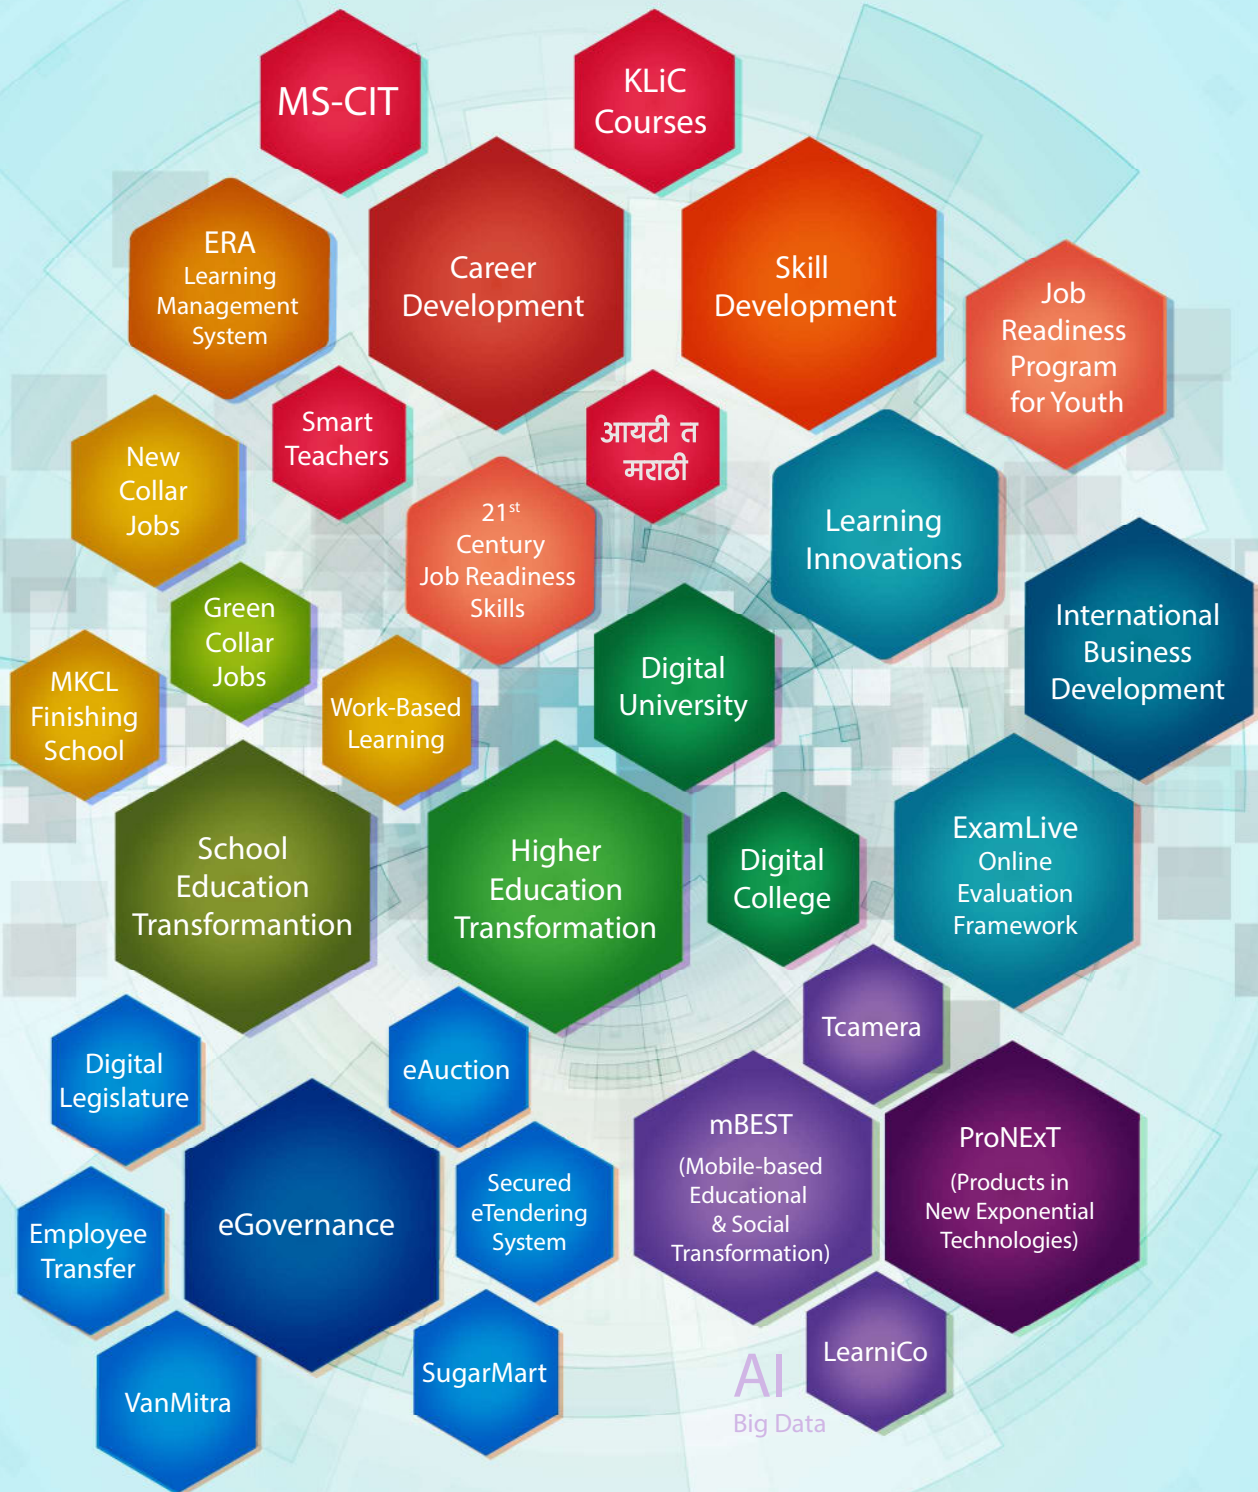 MS-CIT
KLiC
Courses
ERA
Learning
Management
System
Career
Development
Skill
Development
Job
Readiness
Program
for Youth
New
Collar
Jobs
Smart
Teachers
आयटी त
मराठी
21st
Century
Job Readiness
Skills
Learning
Innovations
International
Business
Development
Green
Collar
Jobs
MKCL
Finishing
School
Work-Based
Learning
Digital
University
School
Education
Transformantion
Higher
Education
Transformation
Digital
College
ExamLive
Online
Evaluation
Framework
Digital
Legislature
eAuction
Tcamera
eGovernance
Secured
eTendering
System
mBEST
(Mobile-based
Educational
& Social
Transformation)
ProNExT
(Products in
New Exponential
Technologies)
Employee
Transfer
VanMitra
SugarMart
AI
Big Data
LearniCo